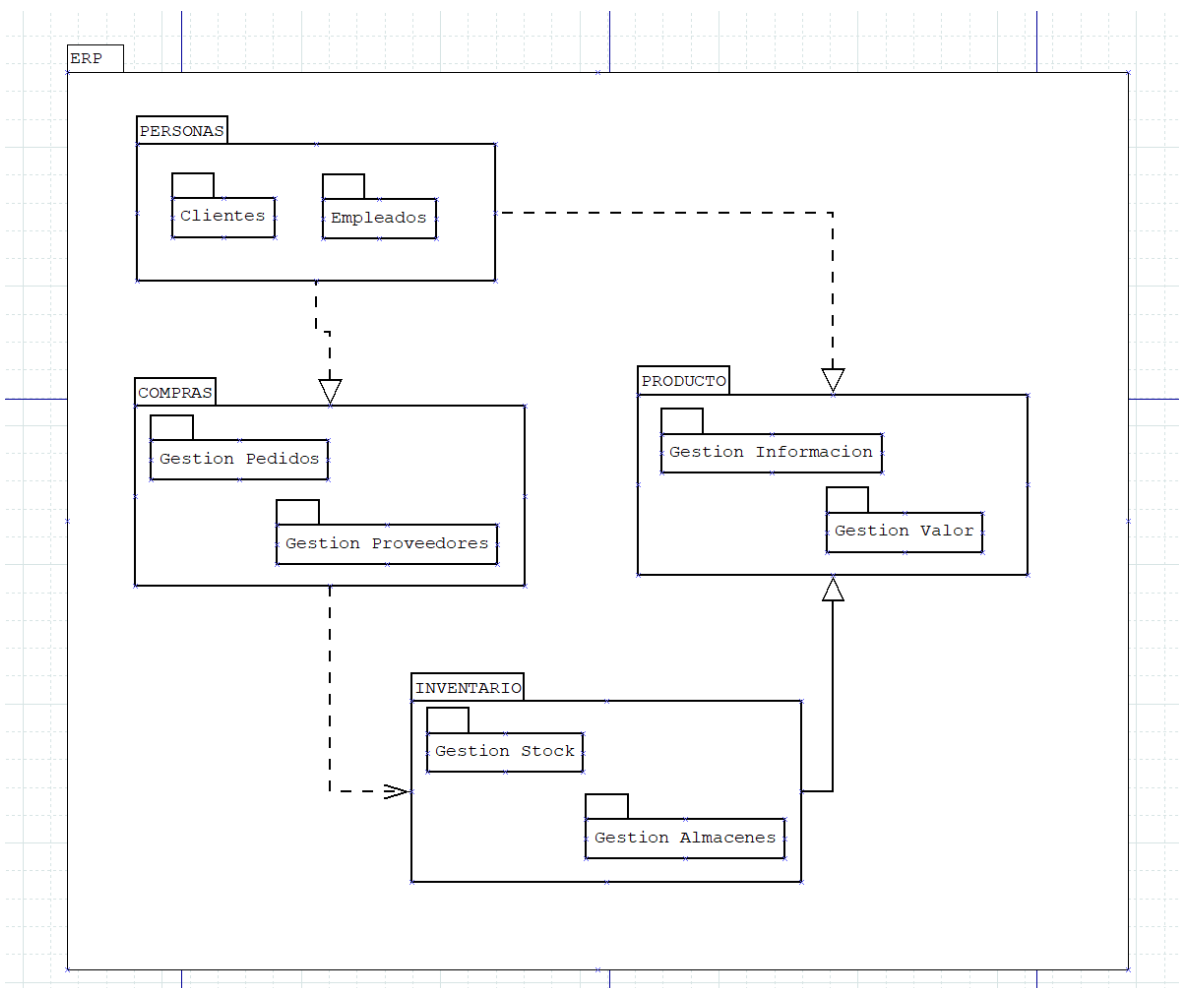 ERP
PERSONAS
Clientes
Empleados
COMPRAS
Gestion Pedidos
Gestion Proveedores
PRODUCTO
Gestion Informacion
Gestion Valor
INVENTARIO
Gestion Stock
Gestion Almacenes